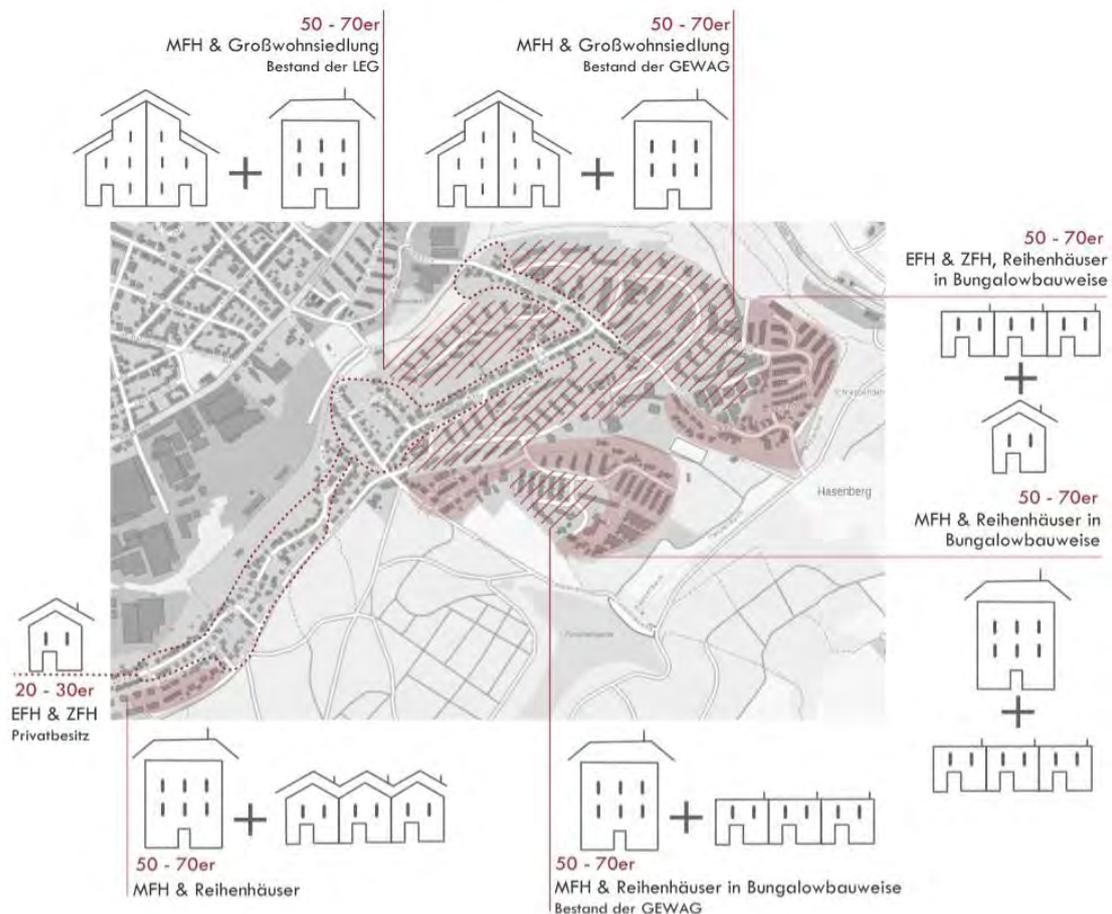 50 - 70er
MFH & Großwohnsiedlung
Bestand der LEG
50 - 70er
MFH & Großwohnsiedlung
Bestand der GEWAG
50 - 70er
EFH & ZFH, Reihenhäuser
in Bungalowbauweise
Hasenberg
50 - 70er
MFH & Reihenhäuser in
Bungalowbauweise
20 - 30er
EFH & ZFH
Privatbesitz
50 - 70er
MFH & Reihenhäuser
50 - 70er
MFH & Reihenhäuser in Bungalowbauweise
Bestand der GEWAG